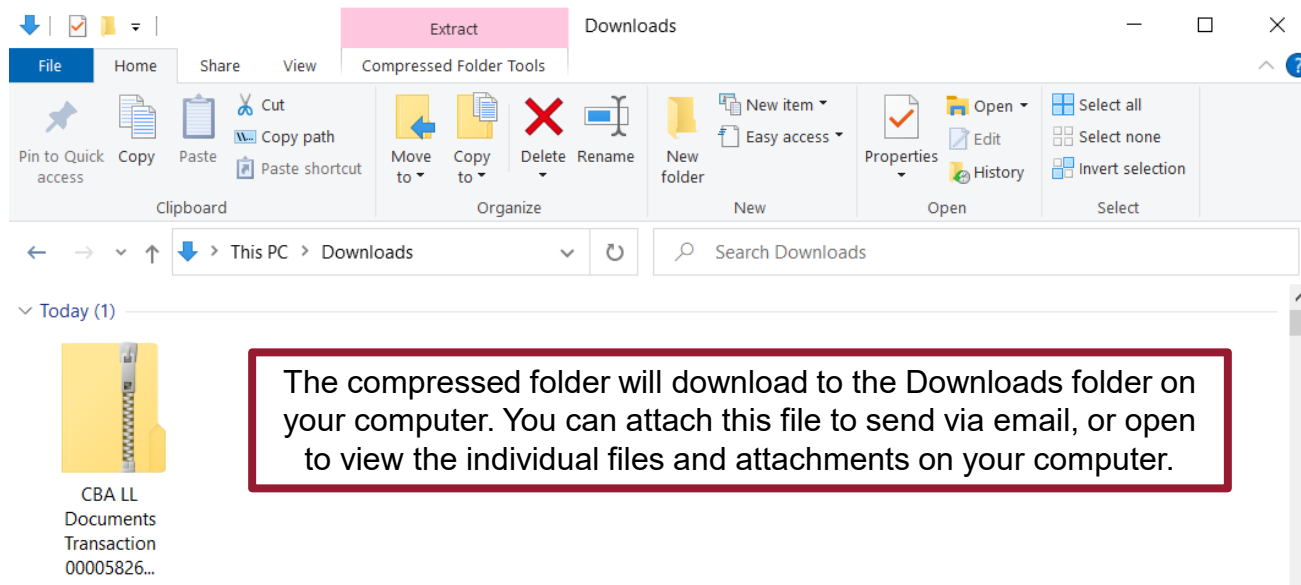 Extract
Downloads
File
Home
Share
View
Compressed Folder Tools
?
Pin to Quick
access
Copy
Paste
Cut
W... Copy path
Paste shortcut
Clipboard
Move
to
Copy
to
Delete
Rename
Organize
New
folder
New item
Easy access
New
Properties
Open
Edit
History
Open
Select all
Select none
Invert selection
Select
This PC > Downloads
Search Downloads
Today (1)
The compressed folder will download to the Downloads folder on
your computer. You can attach this file to send via email, or open
to view the individual files and attachments on your computer.
CBA LL
Documents
Transaction
00005826...